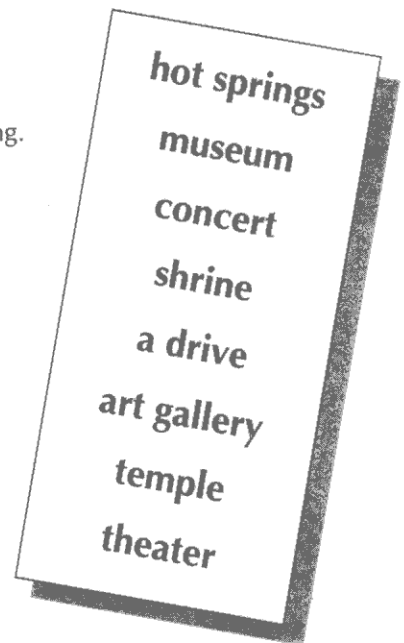 hot springs
museum
concert
shrine
a drive
art gallery
temple
theater